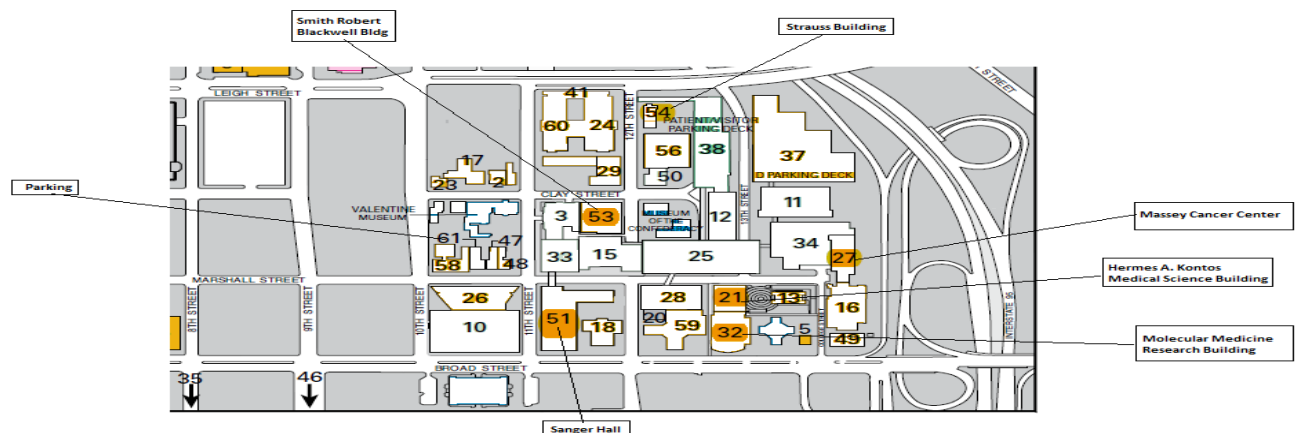 Smith Robert
Blackwell Bldg
Strauss Building
LEIGH STREET
41
54
60
24
12TH STREET
PATIENT/VISITOR
PARKING DECK
56
38
37
17
29
50
D PARKING DECK
23
2
CLAY STREET
13TH STREET
11
Parking
VALENTINE
MUSEUM
3
53
MUSEUM
OF THE
CONFEDERACY
12
Massey Cancer Center
61
47
33
15
25
34
27
58
48
MARSHALL STREET
Hermes A. Kontos
Medical Science Building
26
28
21
13
16
8TH STREET
9TH STREET
10TH STREET
11TH STREET
INTERSTATE 95
10
51
18
20
59
32
5
49
Molecular Medicine
Research Building
BROAD STREET
35
46
Sanger Hall